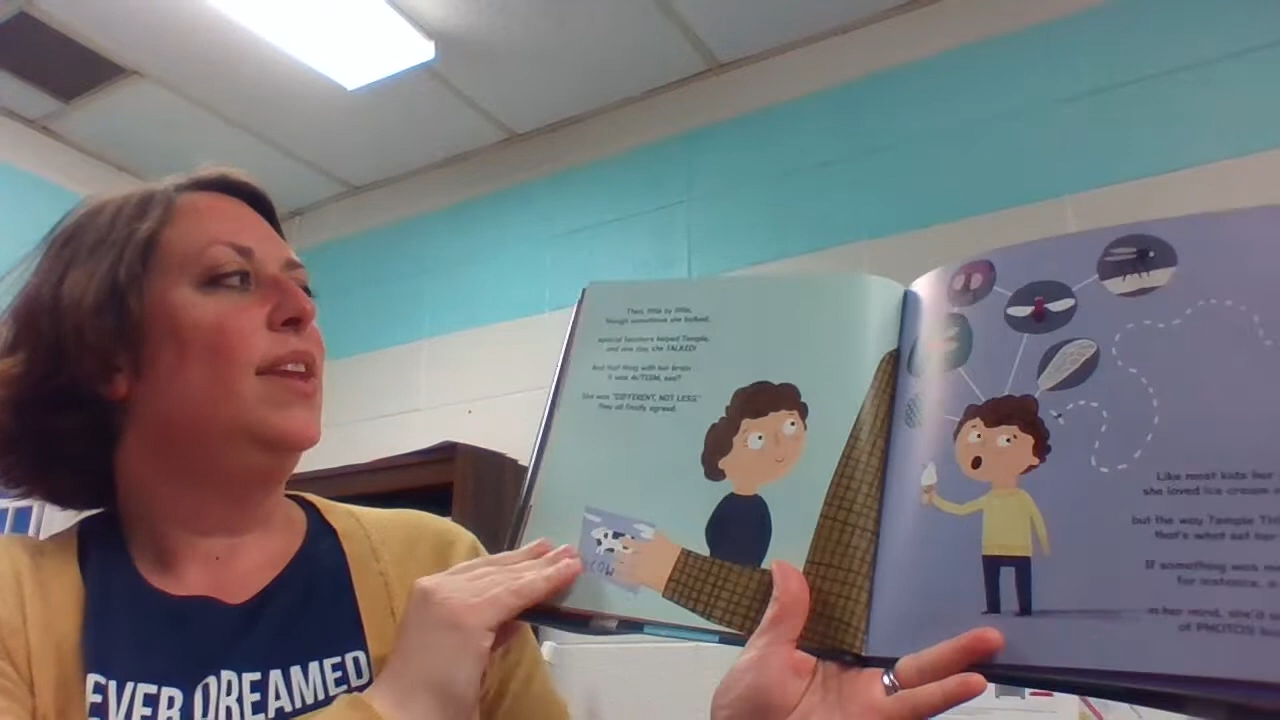 Then, little by little,
though sometimes she balked,
special teachers helped Temple,
and one day she TALKED!
And that thing with her brain...
it was AUTISM, see?
She was "DIFFERENT, NOT LESS,"
they all finally agreed.
COW
Like most kids her
she loved ice cream
but the way Temple
that's what set her
If something was
for instance, a
n her mind, she'd
of PHOTOS
EVER DREAMED